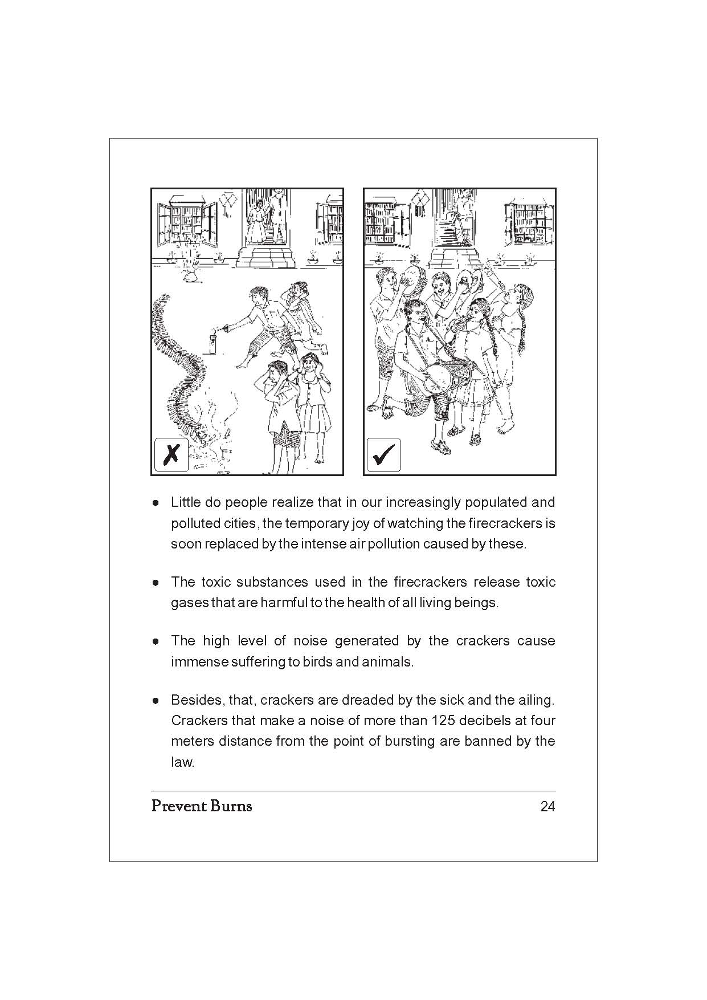 ● Little do people realize that in our increasingly populated and
polluted cities, the temporary joy of watching the firecrackers is
soon replaced by the intense air pollution caused by these.
● The toxic substances used in the firecrackers release toxic
gases that are harmful to the health of all living beings.
● The high level of noise generated by the crackers cause
immense suffering to birds and animals.
● Besides, that, crackers are dreaded by the sick and the ailing.
Crackers that make a noise of more than 125 decibels at four
meters distance from the point of bursting are banned by the
law.
Prevent Burns 24